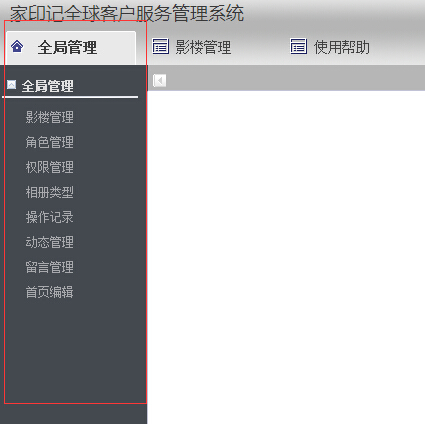 家印记全球客户服务管理系统
全局管理 影楼管理 使用帮助
全局管理
影楼管理
角色管理
权限管理
相册类型
操作记录
动态管理
留言管理
首页编辑